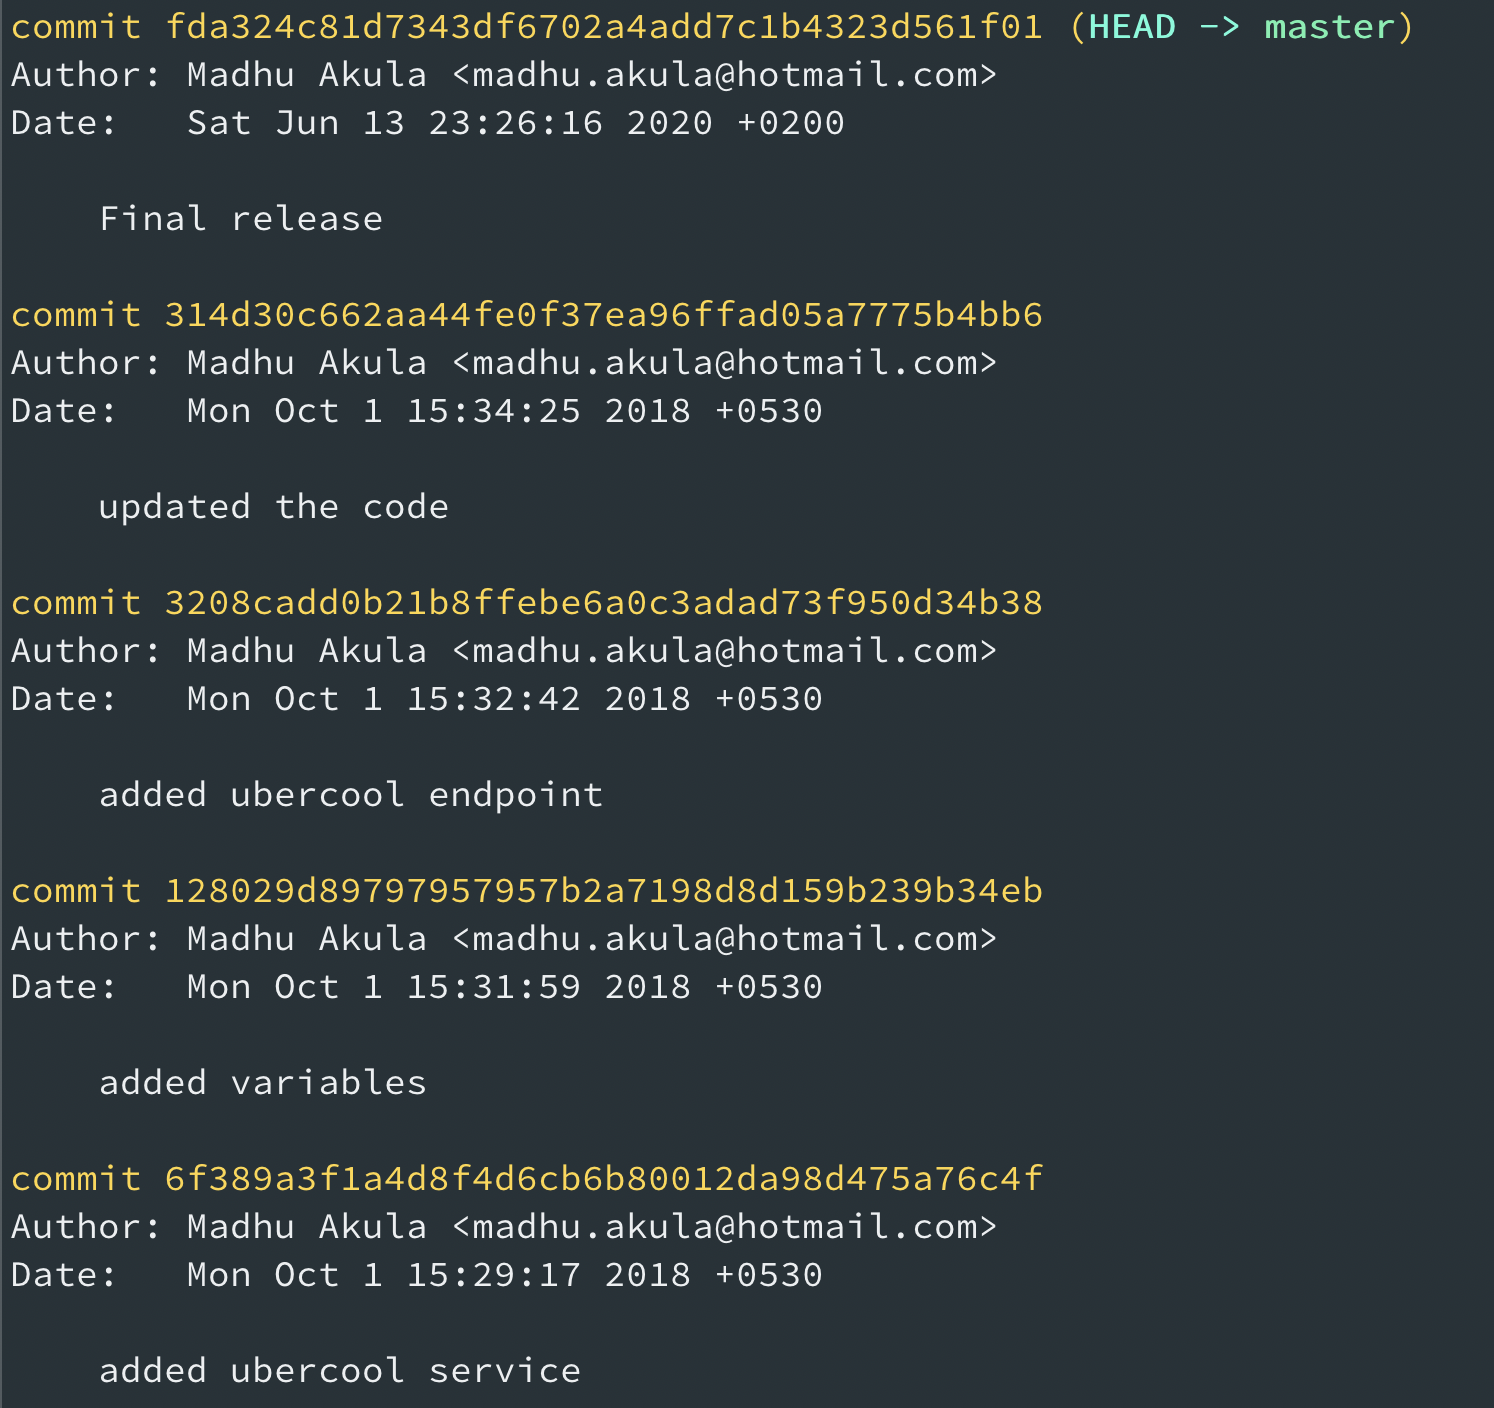 commit fda324c81d7343df6702a4add7c1b4323d561f01 (HEAD -> master)
Author: Madhu Akula <madhu.akula@hotmail.com>
Date:   Sat Jun 13 23:26:16 2020 +0200
    Final release
commit 314d30c662aa44fe0f37ea96ffad05a7775b4bb6
Author: Madhu Akula <madhu.akula@hotmail.com>
Date:   Mon Oct 1 15:34:25 2018 +0530
    updated the code
commit 3208cadd0b21b8ffebe6a0c3adad73f950d34b38
Author: Madhu Akula <madhu.akula@hotmail.com>
Date:   Mon Oct 1 15:32:42 2018 +0530
    added ubercool endpoint
commit 128029d89797957957b2a7198d8d159b239b34eb
Author: Madhu Akula <madhu.akula@hotmail.com>
Date:   Mon Oct 1 15:31:59 2018 +0530
    added variables
commit 6f389a3f1a4d8f4d6cb6b80012da98d475a76c4f
Author: Madhu Akula <madhu.akula@hotmail.com>
Date:   Mon Oct 1 15:29:17 2018 +0530
    added ubercool service